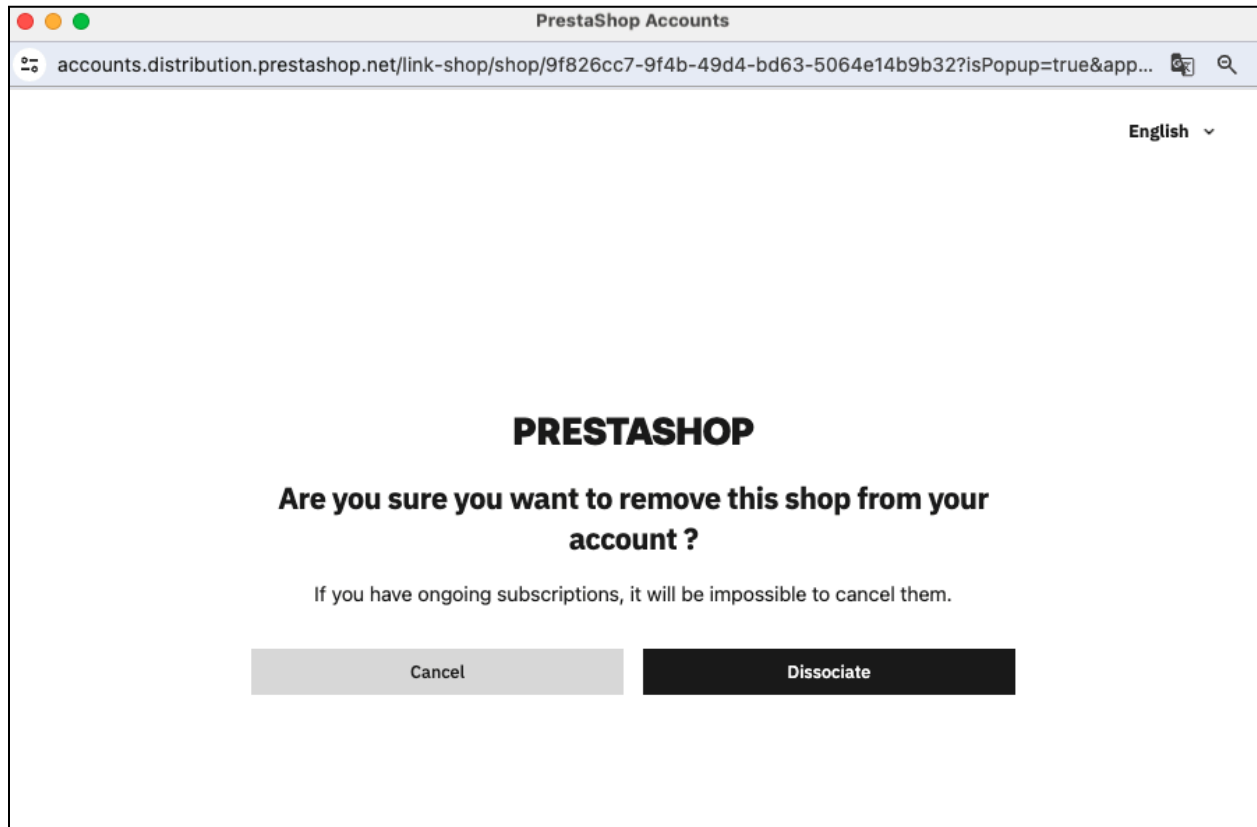 PrestaShop Accounts
accounts.distribution.prestashop.net/link-shop/shop/9f826cc7-9f4b-49d4-bd63-5064e14b9b32?isPopup=true&app...
English
PRESTASHOP
Are you sure you want to remove this shop from your
account ?
If you have ongoing subscriptions, it will be impossible to cancel them.
Cancel
Dissociate